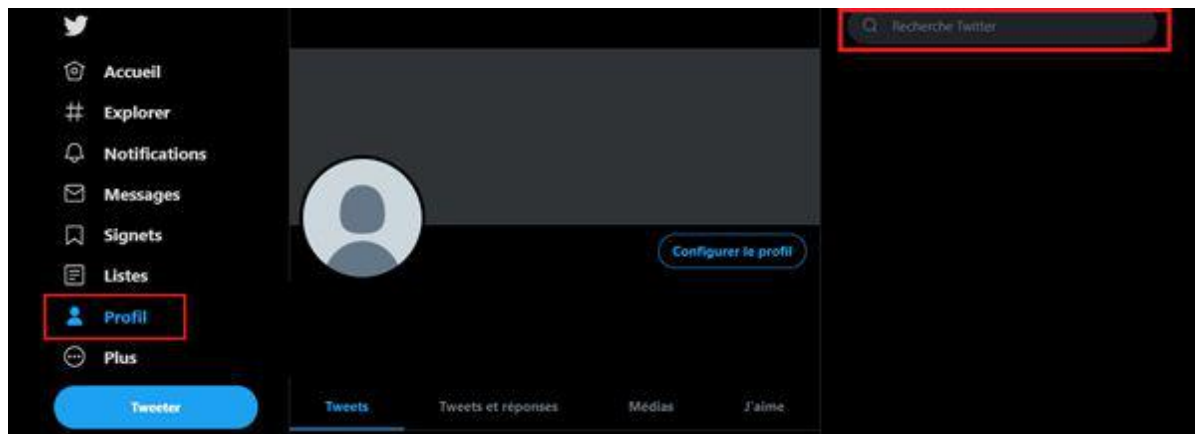 Recherche Twitter
Accueil
Explorer
Notifications
Messages
Signets
Listes
Profil
Plus
Tweeter
Configurer le profil
Tweets Tweets et réponses Médias J'aime